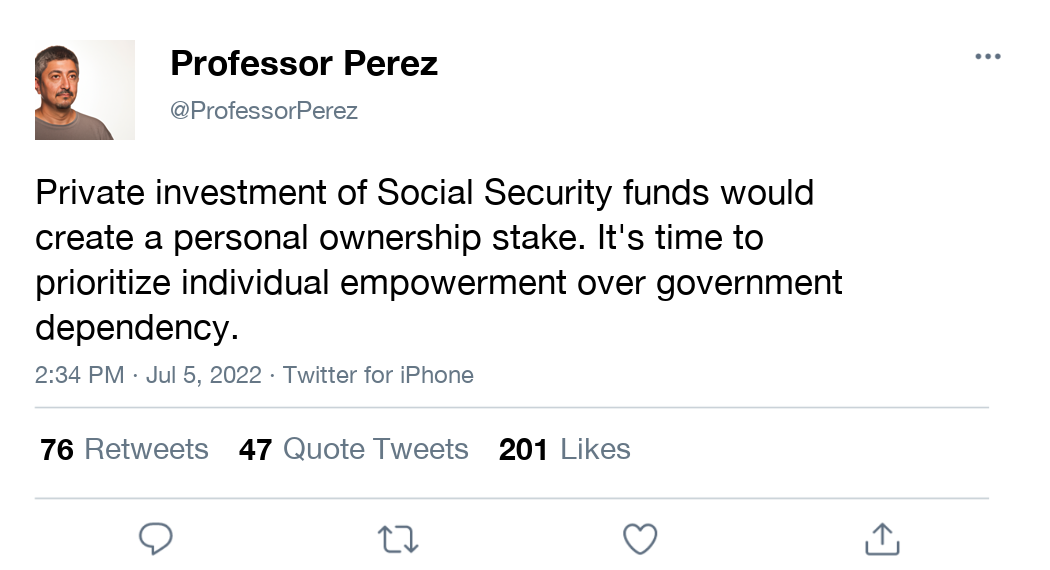 Professor Perez
@ProfessorPerez
Private investment of Social Security funds would
create a personal ownership stake. It's time to
prioritize individual empowerment over government
dependency.
2:34 PM · Jul 5, 2022 · Twitter for iPhone
76 Retweets 47 Quote Tweets 201 Likes